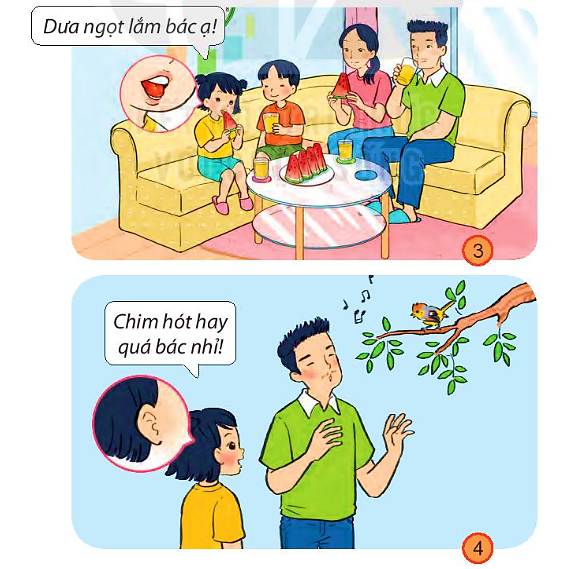 Dưa ngọt lắm bác ạ!
3
Chim hót hay
quá bác nhỉ!
4